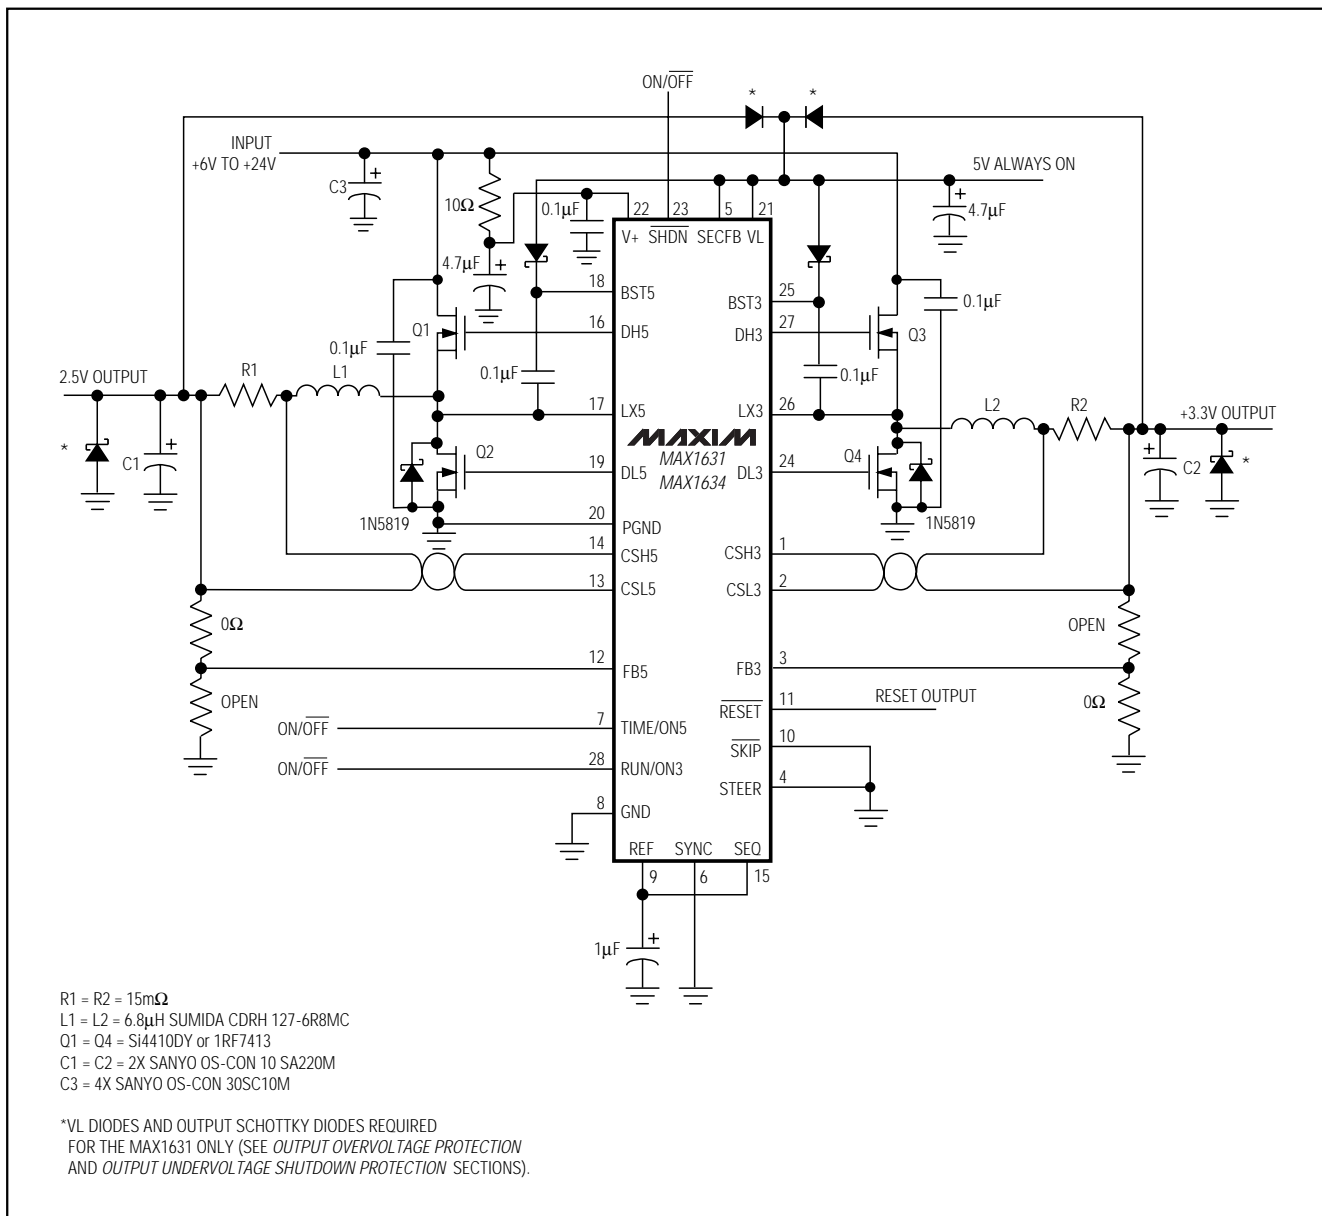 ON/OFF
* *
INPUT
+6V TO +24V
5V ALWAYS ON
C3
+
10Ω
0.1µF
22 23 5 21
+
4.7µF
V+ SHDN SECFB VL
4.7µF
+
18
BST5
BST3
25
0.1µF
Q1
16
DH5
DH3
27
Q3
0.1µF
2.5V OUTPUT
R1
L1
0.1µF
0.1µF
17
LX5
LX3
26
L2
R2
+3.3V OUTPUT
MAXIM
MAX1631
MAX1634
*
+
C1
Q2
19
DL5
DL3
24
Q4
+
C2
*
1N5819
20
PGND
1N5819
14
CSH5
CSH3
1
13
CSL5
CSL3
2
0Ω
OPEN
12
FB5
FB3
3
OPEN
RESET
11
RESET OUTPUT
0Ω
ON/OFF
7
TIME/ON5
SKIP
10
ON/OFF
28
RUN/ON3
STEER
4
8
GND
REF SYNC SEQ
9 6 15
1µF
+
R1 = R2 = 15mΩ
L1 = L2 = 6.8µH SUMIDA CDRH 127-6R8MC
Q1 = Q4 = Si4410DY or 1RF7413
C1 = C2 = 2X SANYO OS-CON 10 SA220M
C3 = 4X SANYO OS-CON 30SC10M
*VL DIODES AND OUTPUT SCHOTTKY DIODES REQUIRED
FOR THE MAX1631 ONLY (SEE OUTPUT OVERVOLTAGE PROTECTION
AND OUTPUT UNDERVOLTAGE SHUTDOWN PROTECTION SECTIONS).